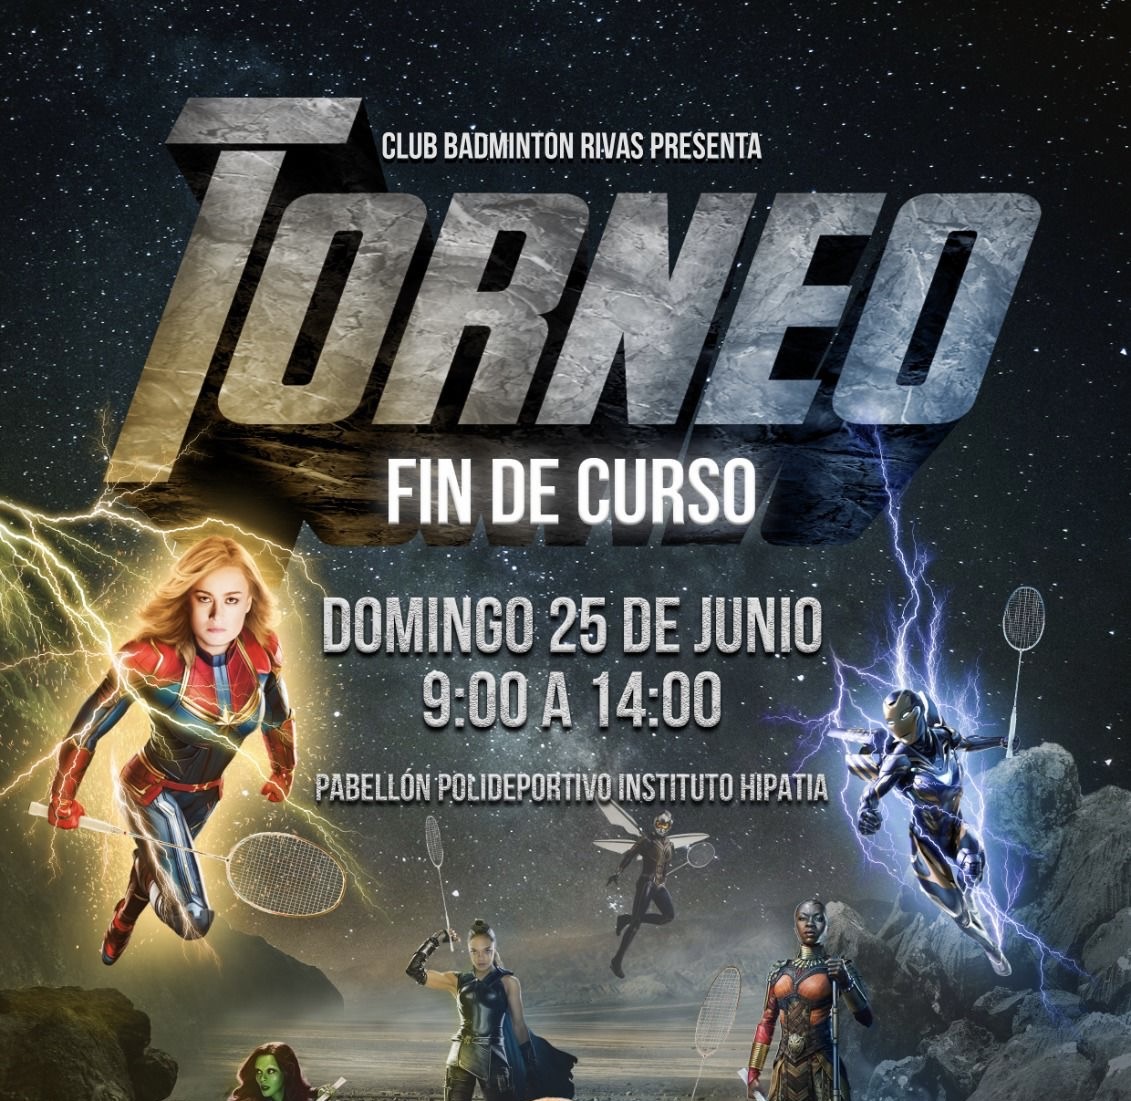 CLUB BADMINTON RIVAS PRESENTA
TORNEO
FIN DE CURSO
DOMINGO 25 DE JUNIO
9:00 A 14:00
PABELLÓN POLIDEPORTIVO INSTITUTO HIPATIA